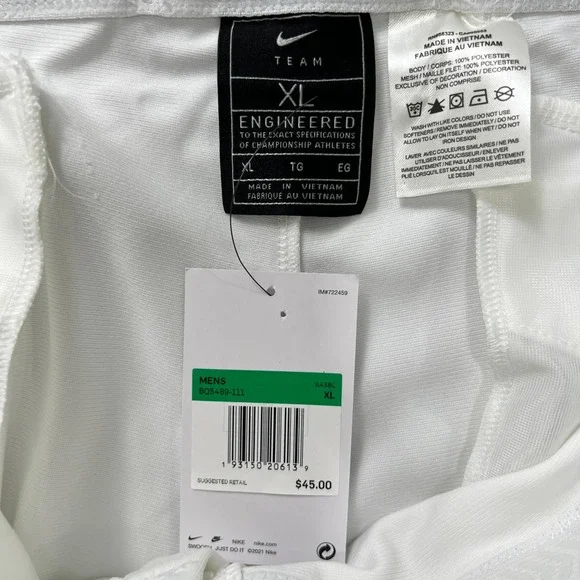 TEAM
XL
ENGINEERED
TO THE EXACT SPECIFICATIONS
OF CHAMPIONSHIP ATHLETES
XL TG EG
MADE IN VIETNAM
FABRIQUÉ AU VIETNAM
MADE IN VIETNAM
FABRIQUE AU VIETNAM
BODY / CORPS: 100% POLYESTER
MESH / MAILLE FILET: 100% POLYESTER
EXCLUSIVE OF DECORATION / DECORATION
NON COMPRISE
WASH WITH LIKE COLORS / DO NOT USE
SOFTENERS / REMOVE IMMEDIATELY / DO NOT
ALLOW TO LAY ON ITSELF WHEN WET / DO NOT
IRON DESIGN
LAVER AVEC COULEURS SIMILAIRES / NE PAS
UTILISER D'ADOUCISSEUR / ENLEVER
IMMÉDIATEMENT / NE PAS LAISSER LE VÊTEMENT
PLIÉ LORSQU'IL EST MOUILLÉ / NE PAS REPASSER
LE DESSIN
IM#722459
MENS
BQ5489-111
XL
1 93150 20613 9
SUGGESTED RETAIL
$45.00
NIKE nike.com
SWOOSH, JUST DO IT. ©2021 Nike